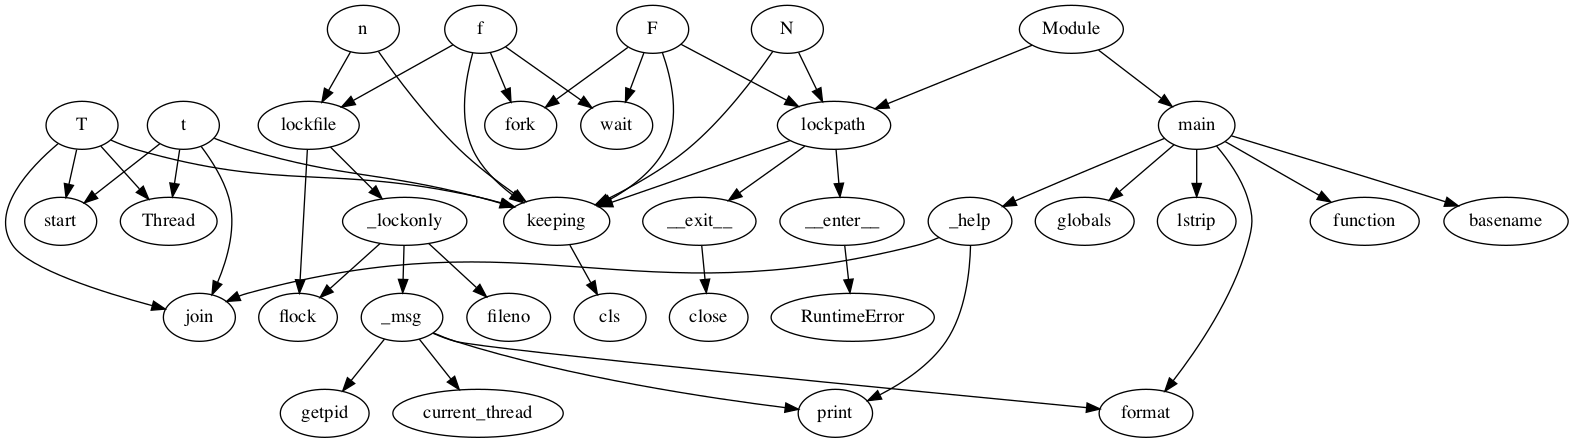 n
f
F
N
Module
T
t
lockfile
fork
wait
lockpath
main
start
Thread
_lockonly
keeping
__exit__
__enter__
_help
globals
lstrip
function
basename
join
flock
_msg
fileno
cls
close
RuntimeError
getpid
current_thread
print
format